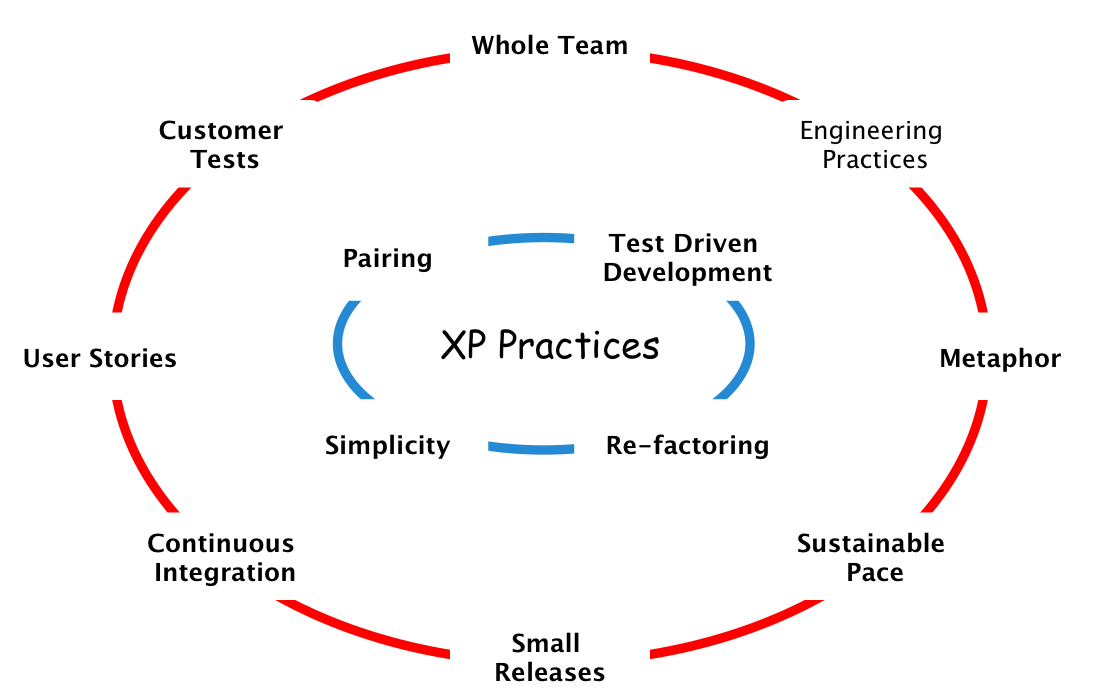 Whole Team
Customer
Tests
Engineering
Practices
Pairing
Test Driven
Development
XP Practices
User Stories
Metaphor
Simplicity
Re-factoring
Continuous
Integration
Sustainable
Pace
Small
Releases